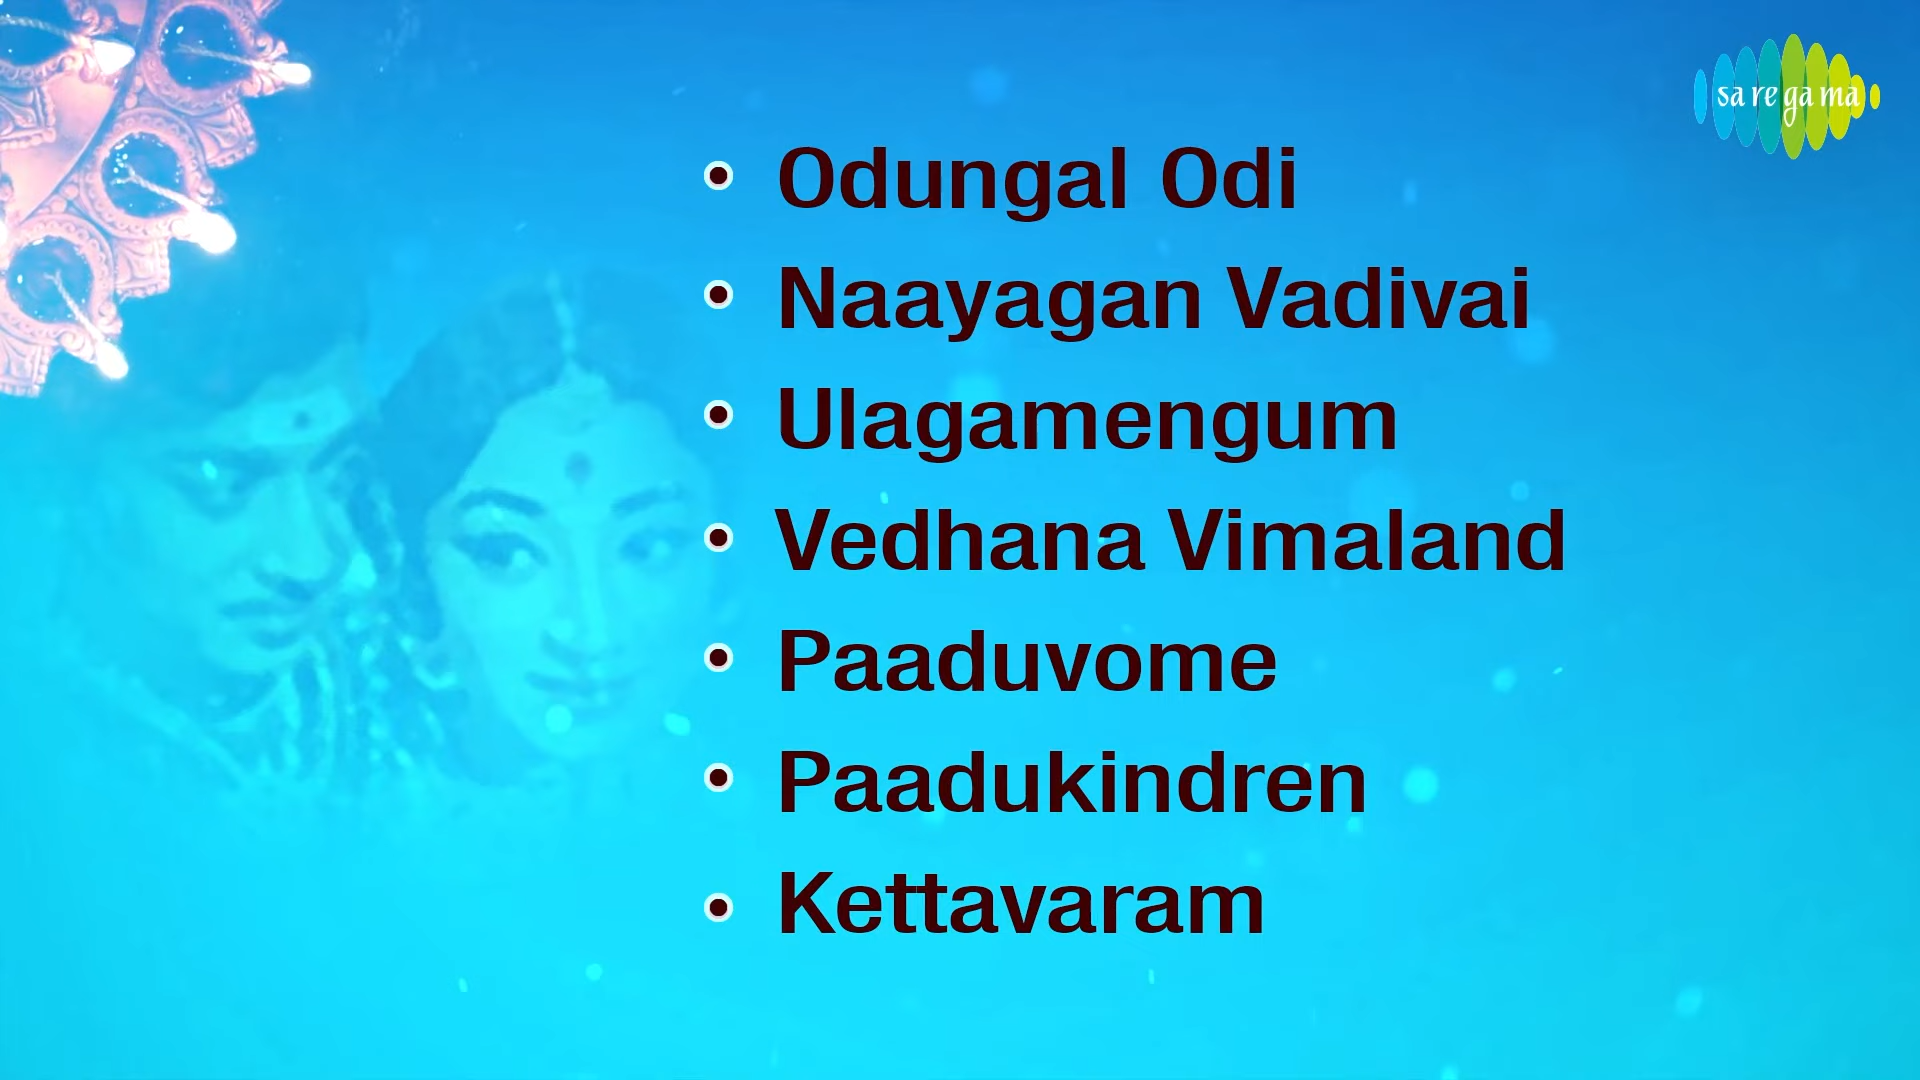 sa re ga ma
Odungal Odi
Naayagan Vadivai
Ulagamengum
Vedhana Vimaland
Paaduvome
Paadukindren
Kettavaram